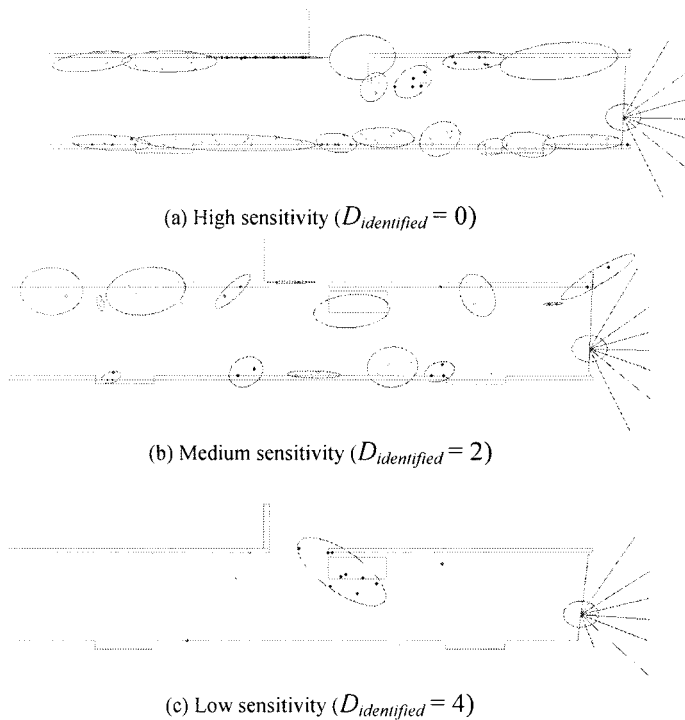 (a) High sensitivity (D_identified = 0)
(b) Medium sensitivity (D_identified = 2)
(c) Low sensitivity (D_identified = 4)